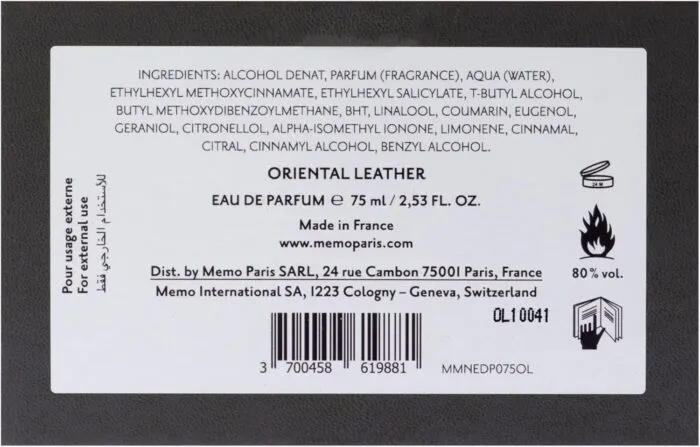 INGREDIENTS: ALCOHOL DENAT, PARFUM (FRAGRANCE), AQUA (WATER),
ETHYLHEXYL METHOXYCINNAMATE, ETHYLHEXYL SALICYLATE, T-BUTYL ALCOHOL,
BUTYL METHOXYDIBENZOYLMETHANE, BHT, LINALOOL, COUMARIN, EUGENOL,
GERANIOL, CITRONELLOL, ALPHA-ISOMETHYL IONONE, LIMONENE, CINNAMAL,
CITRAL, CINNAMYL ALCOHOL, BENZYL ALCOHOL.
ORIENTAL LEATHER
EAU DE PARFUM ℮ 75 ml / 2,53 FL. OZ.
Made in France
www.memoparis.com
Dist. by Memo Paris SARL, 24 rue Cambon 75001 Paris, France
Memo International SA, 1223 Cologny – Geneva, Switzerland
Pour usage externe
For external use
للأستخدام الخارجي فقط
24 M
80% vol.
OL10041
3 700458 619881
MMNEDP075OL